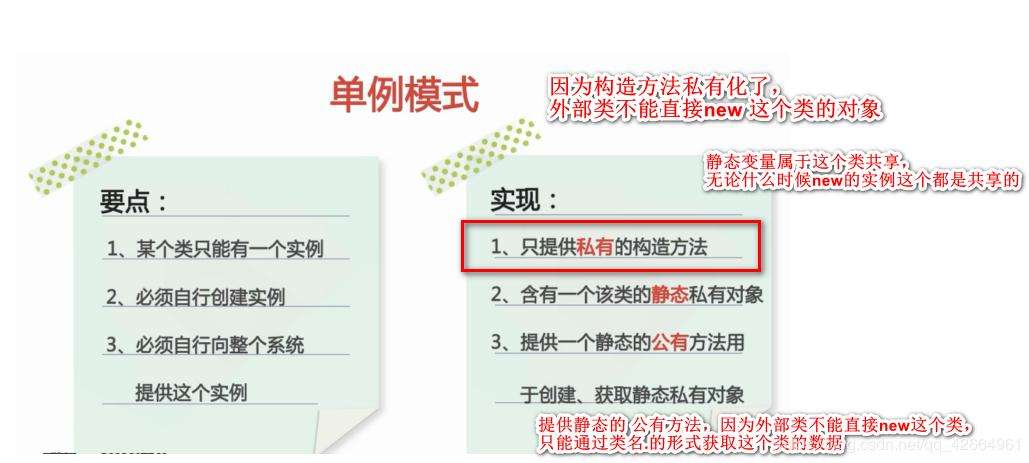 单例模式
因为构造方法私有化了，
外部类不能直接new 这个类的对象
静态变量属于这个类共享，
无论什么时候new的实例这个都是共享的
要点：
1、某个类只能有一个实例
2、必须自行创建实例
3、必须自行向整个系统
提供这个实例
实现：
1、只提供私有的构造方法
2、含有一个该类的静态私有对象
3、提供一个静态的公有方法用
于创建、获取静态私有对象
提供静态的 公有方法，因为外部类不能直接new这个类，
只能通过类名.的形式获取这个类的数据
csdn.net/qq_42664961